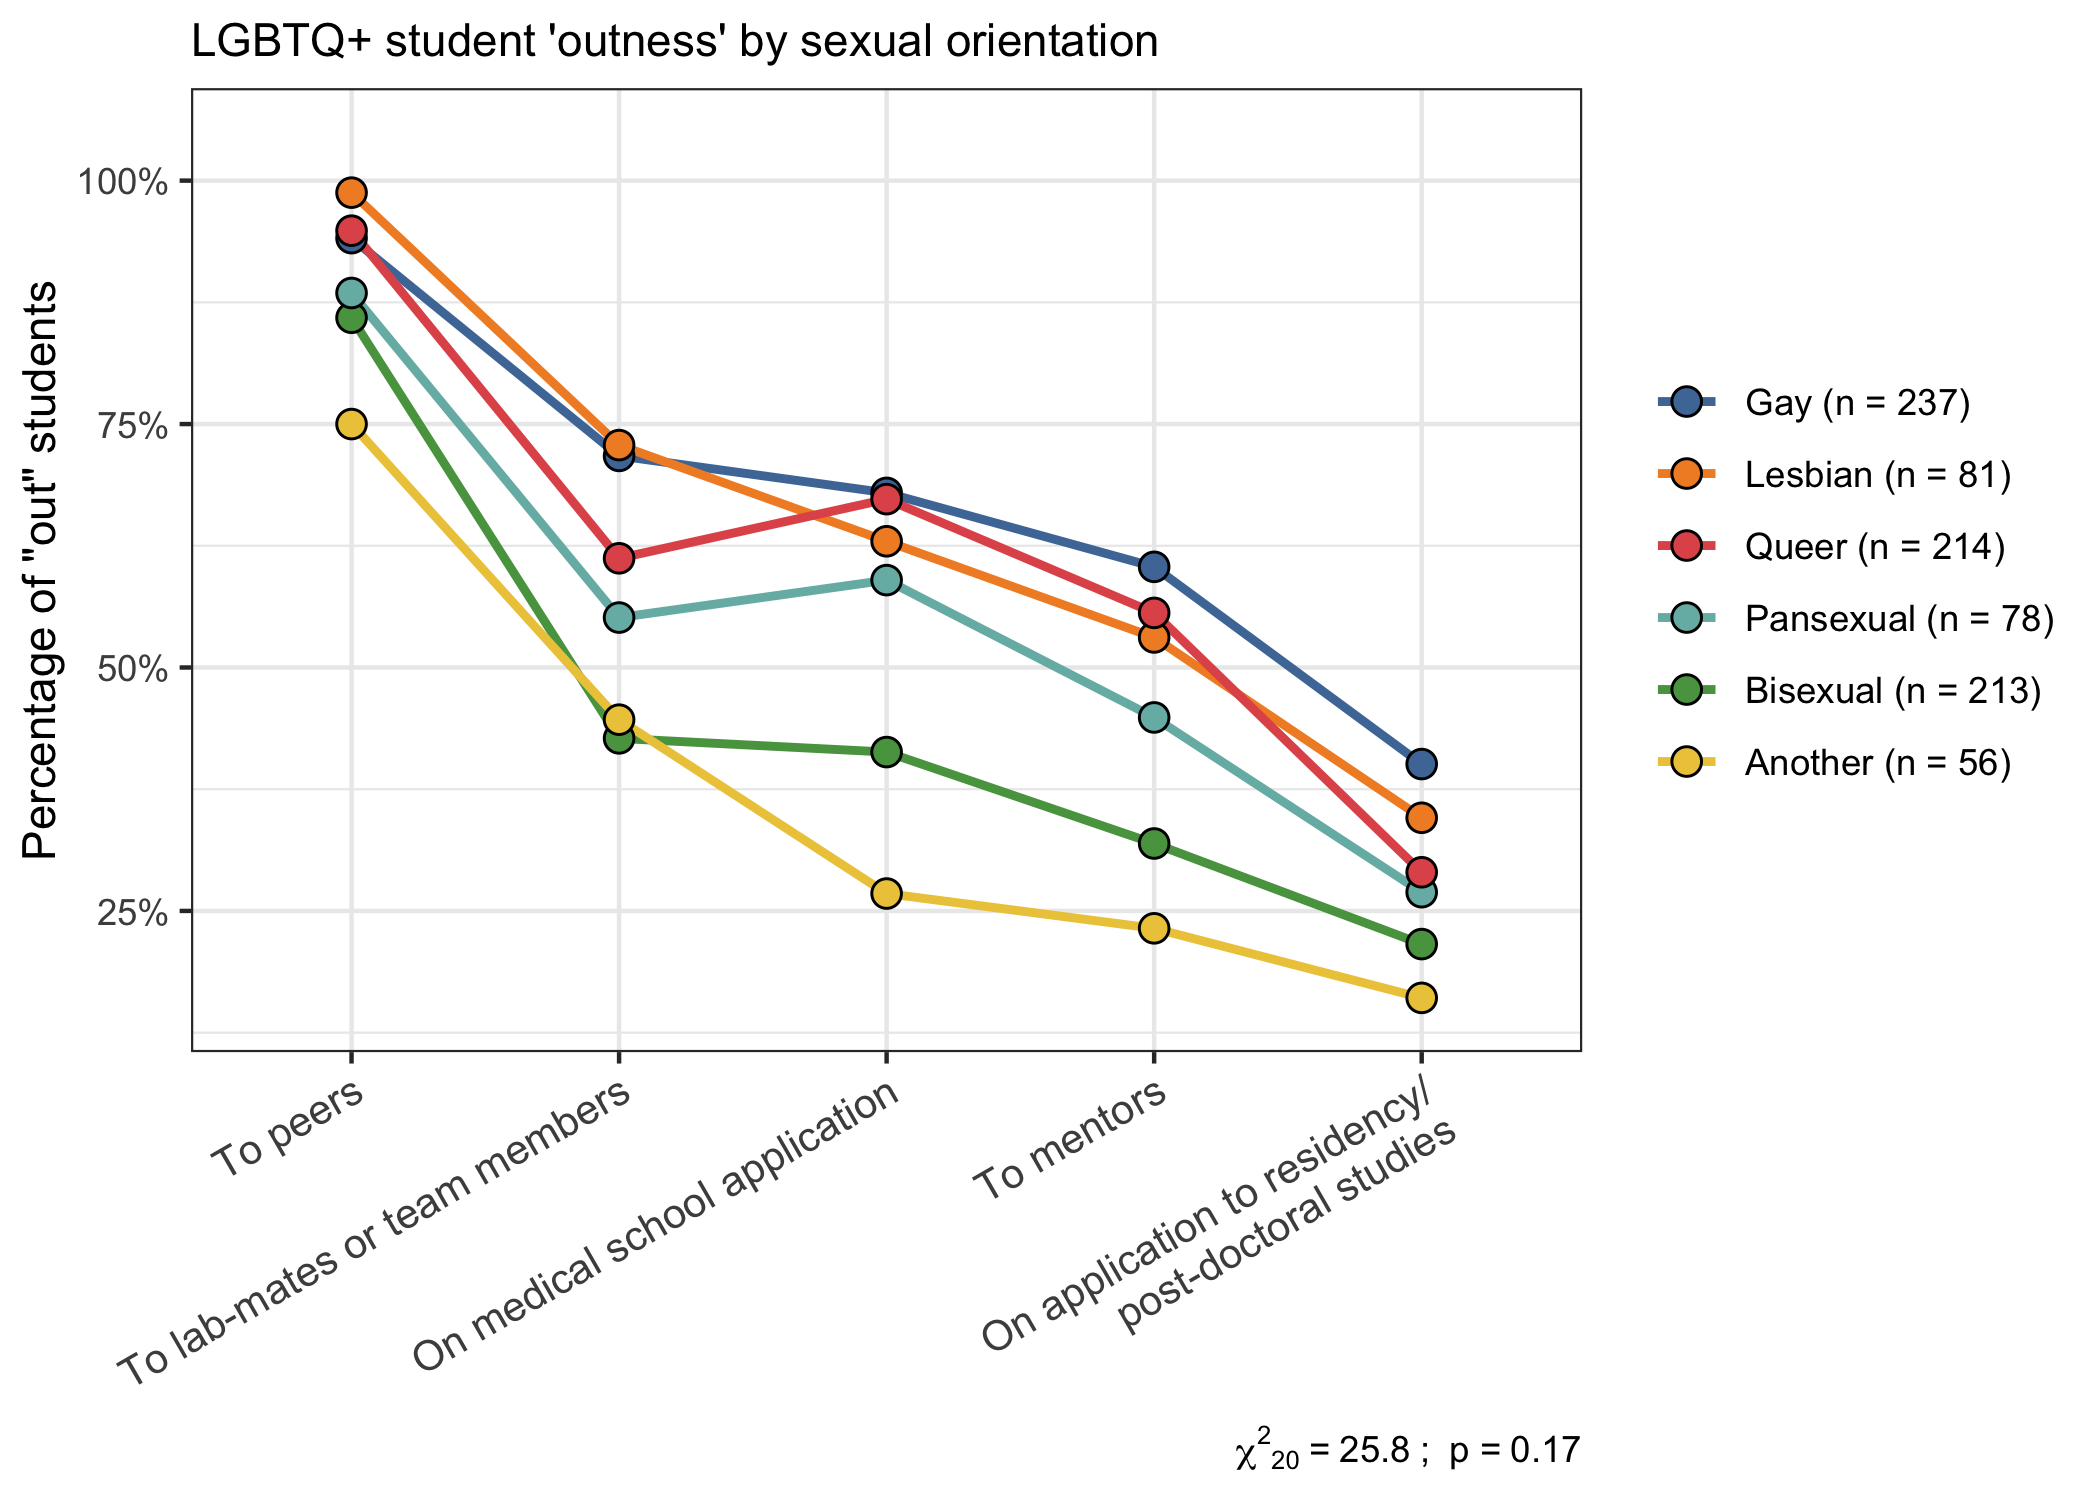 LGBTQ+ student 'outness' by sexual orientation
Percentage of "out" students
100%
75%
50%
25%
To peers
To lab-mates or team members
On medical school application
To mentors
On application to residency/
post-doctoral studies
Gay (n = 237)
Lesbian (n = 81)
Queer (n = 214)
Pansexual (n = 78)
Bisexual (n = 213)
Another (n = 56)
χ²₂₀ = 25.8 ; p = 0.17